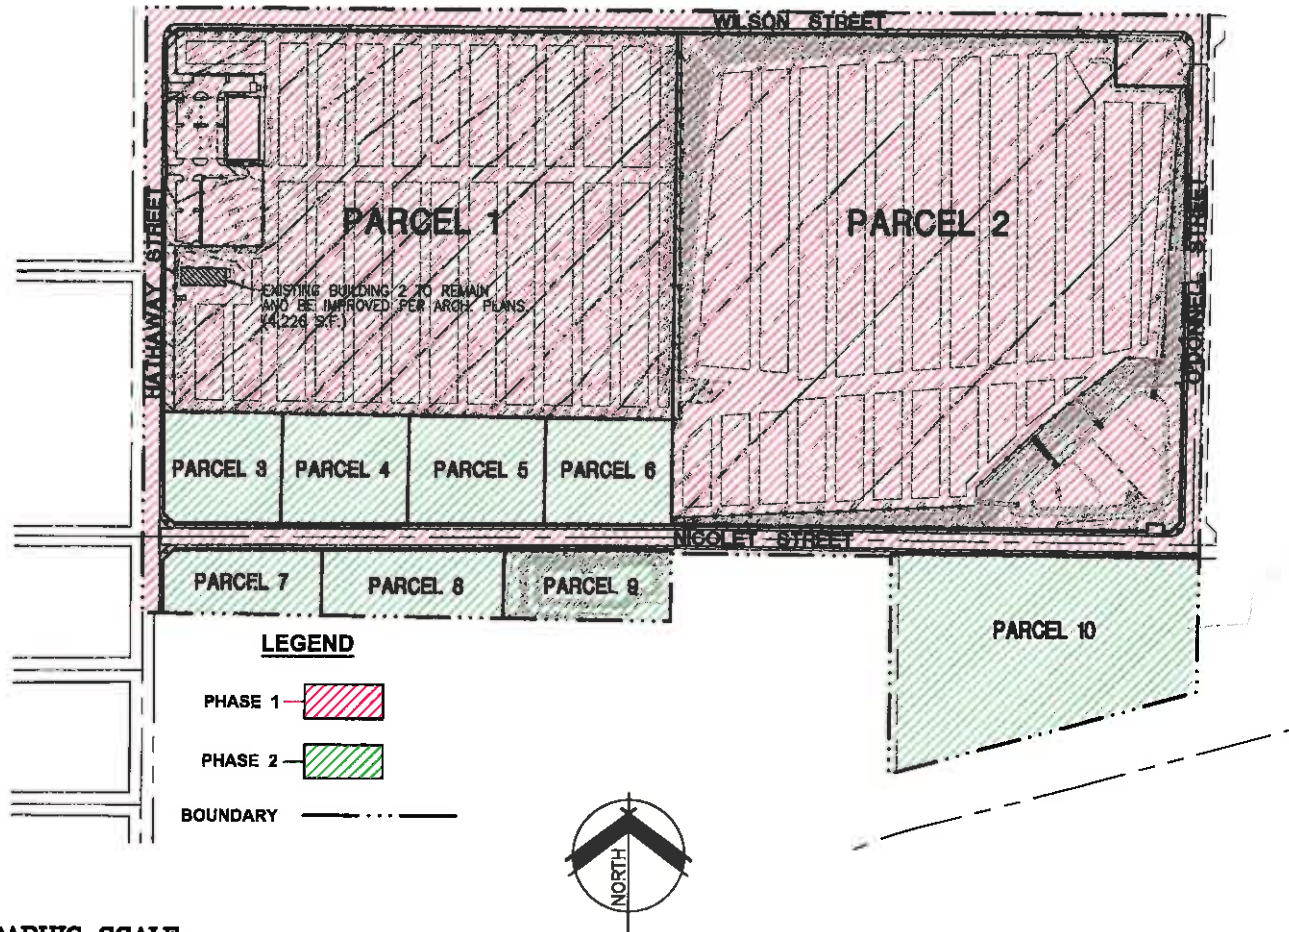 WILSON STREET
PARCEL 1
PARCEL 2
HATHAWAY STREET
O'DONNELL STREET
EXISTING BUILDING 2 TO REMAIN
AND BE IMPROVED PER ARCH. PLANS.
(4,226 S.F.)
PARCEL 3
PARCEL 4
PARCEL 5
PARCEL 6
NICOLET STREET
PARCEL 7
PARCEL 8
PARCEL 9
PARCEL 10
LEGEND
PHASE 1
PHASE 2
BOUNDARY
NORTH